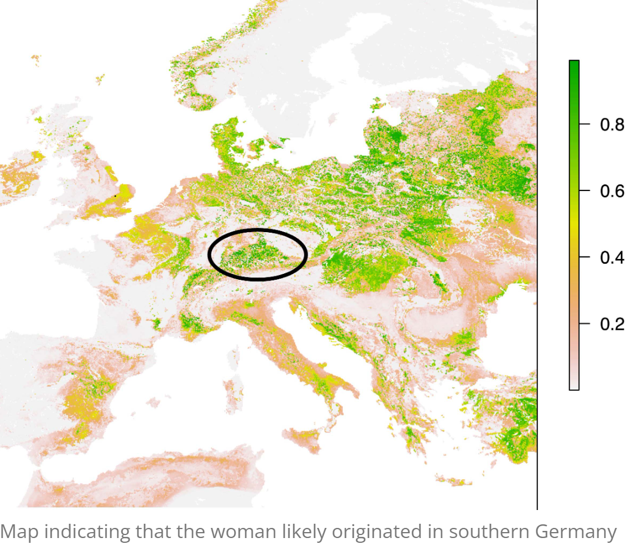 0.8
0.6
0.4
0.2
Map indicating that the woman likely originated in southern Germany